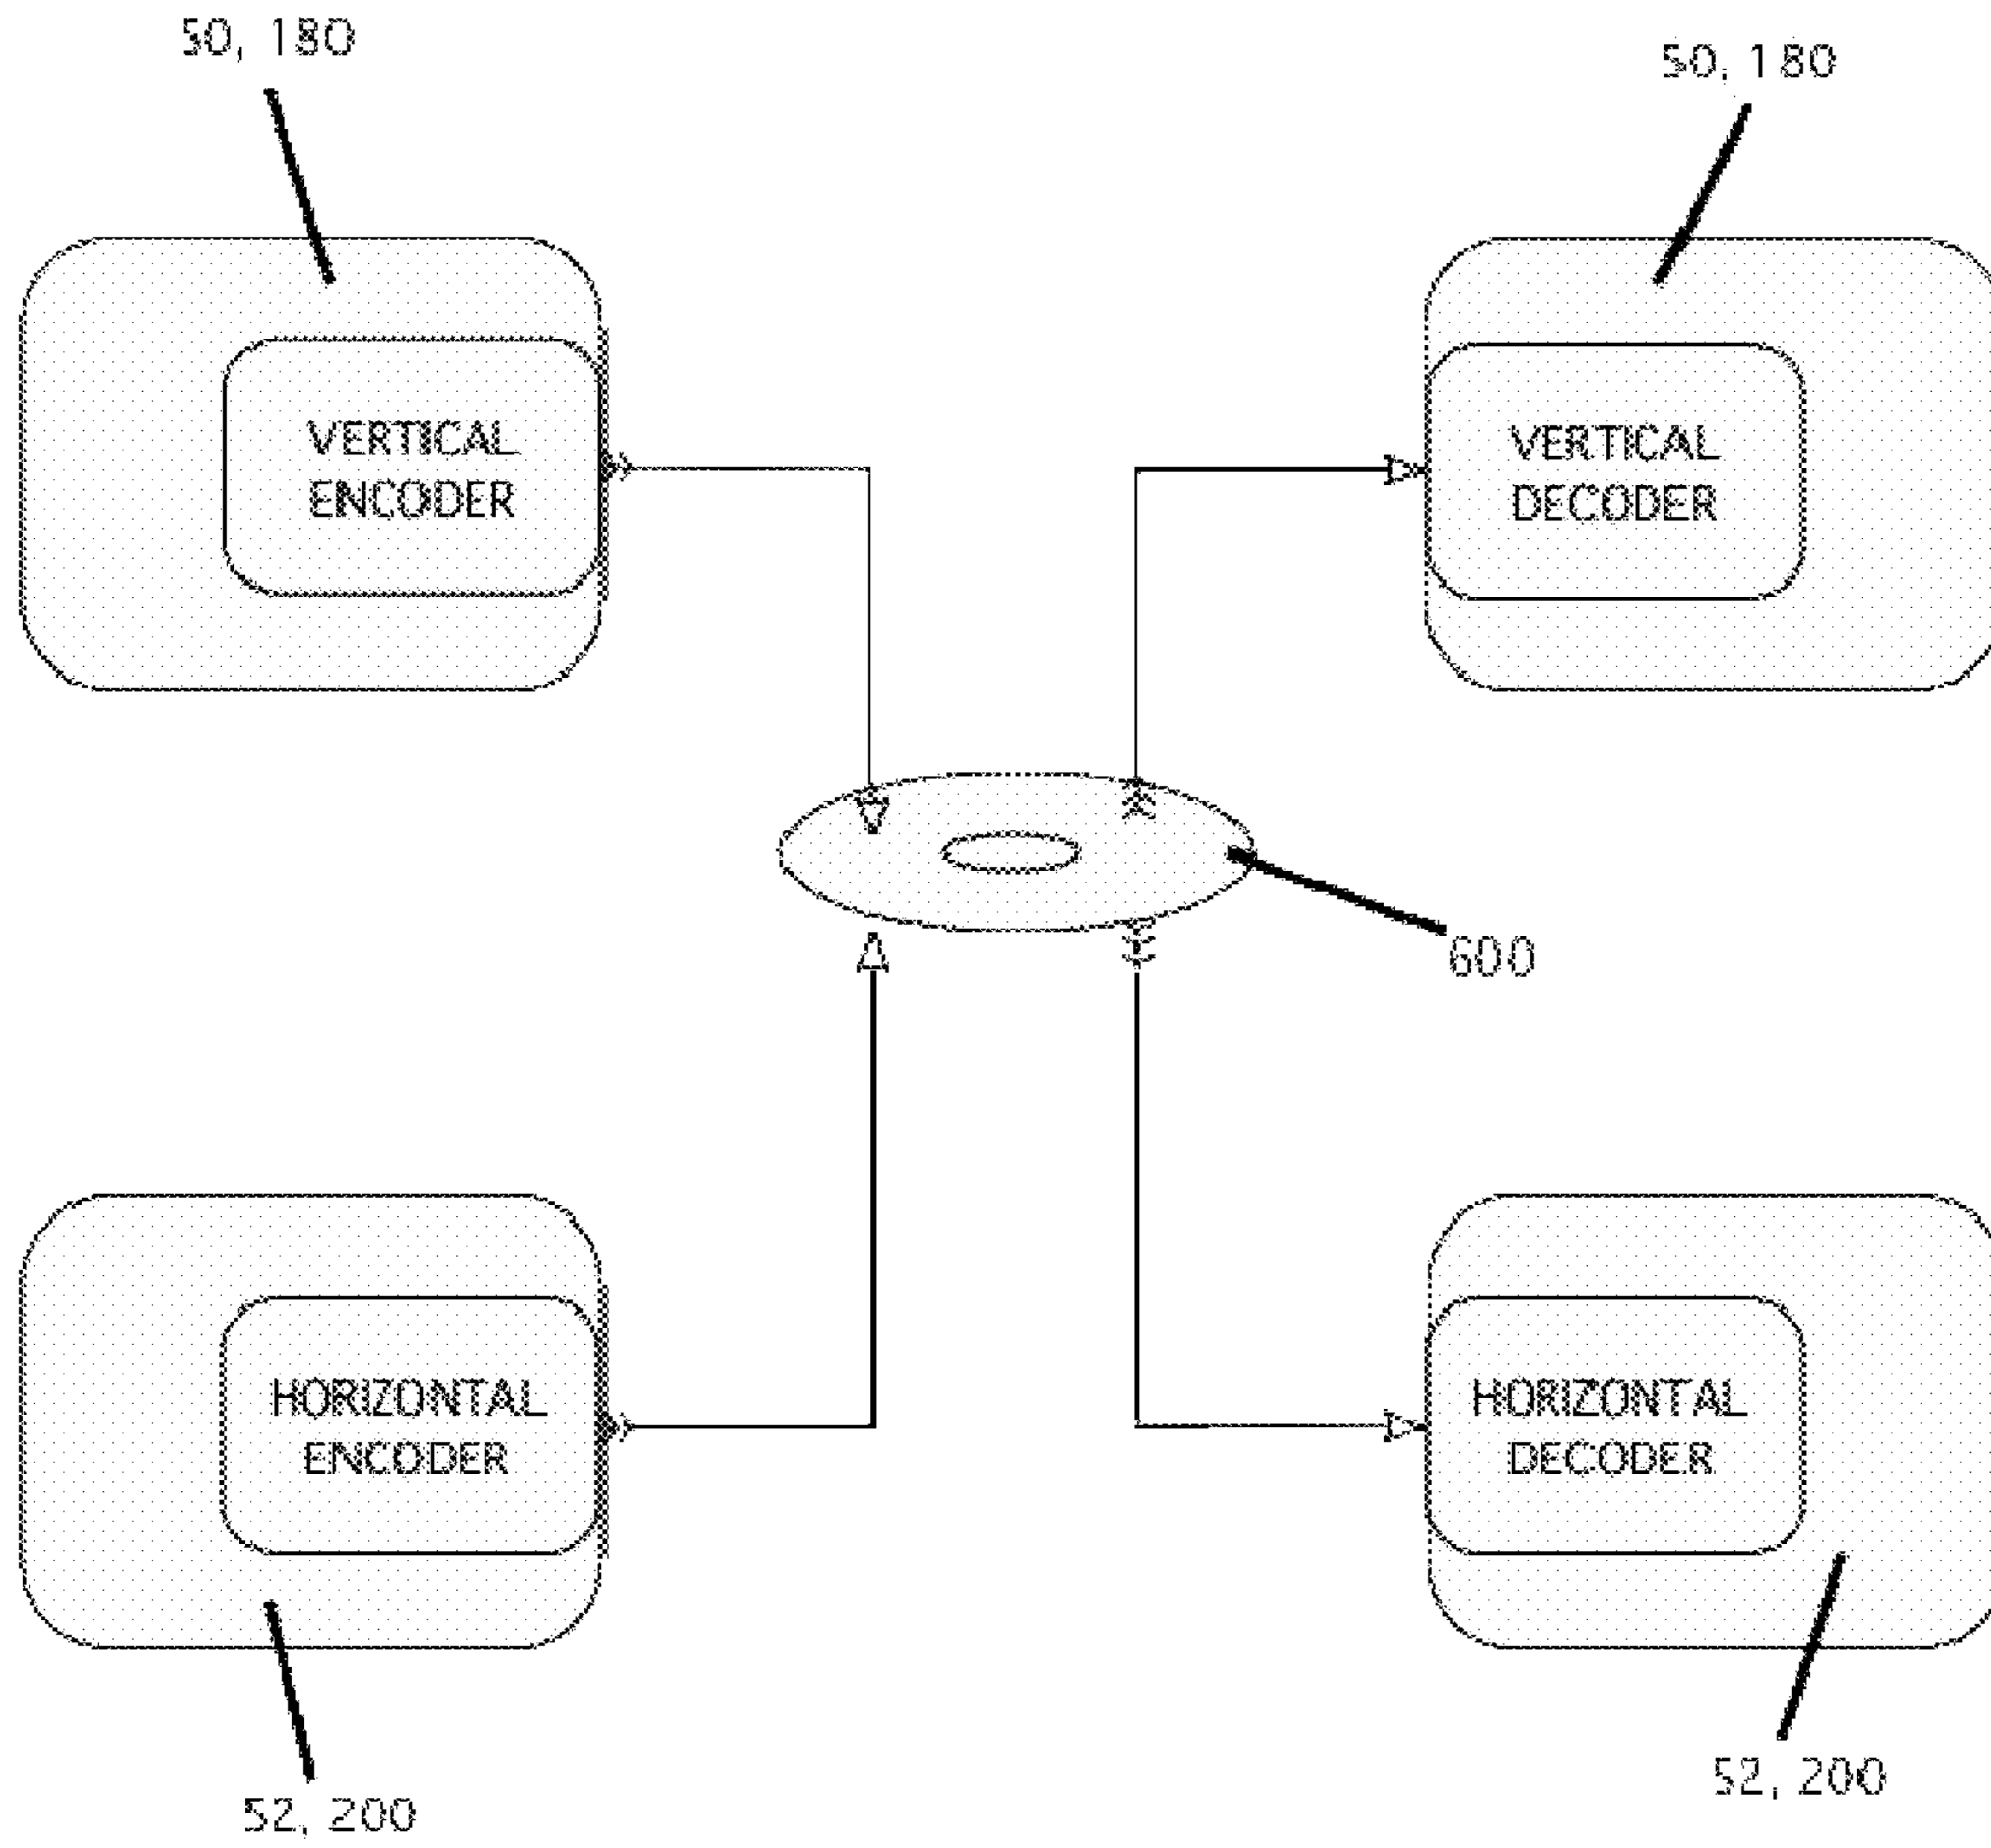 50, 180
50, 180
VERTICAL
ENCODER
VERTICAL
DECODER
600
HORIZONTAL
ENCODER
HORIZONTAL
DECODER
52, 200
52, 200